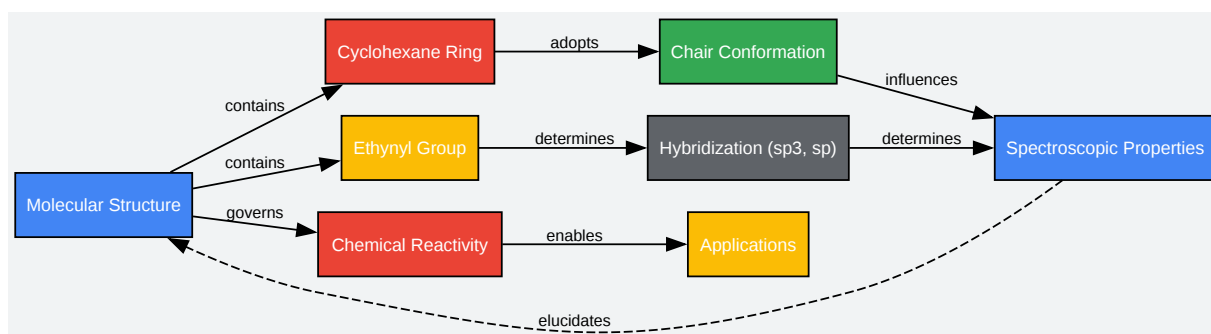 Cyclohexane Ring
adopts
Chair Conformation
influences
contains
Ethynyl Group
determines
Hybridization (sp3, sp)
determines
Spectroscopic Properties
contains
Molecular Structure
governs
Chemical Reactivity
enables
Applications
elucidates